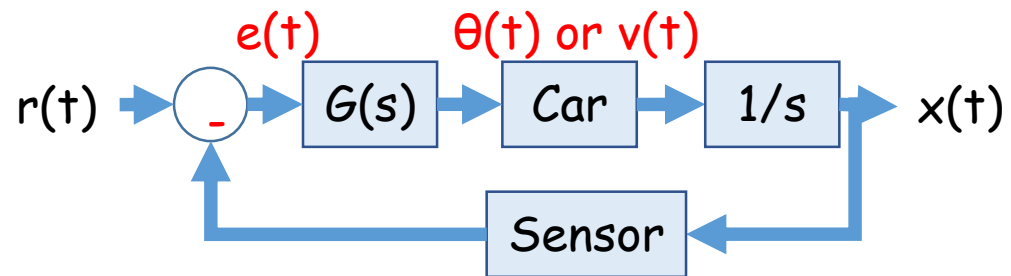 e(t) θ(t) or v(t)
r(t) - G(s) Car 1/s x(t)
Sensor